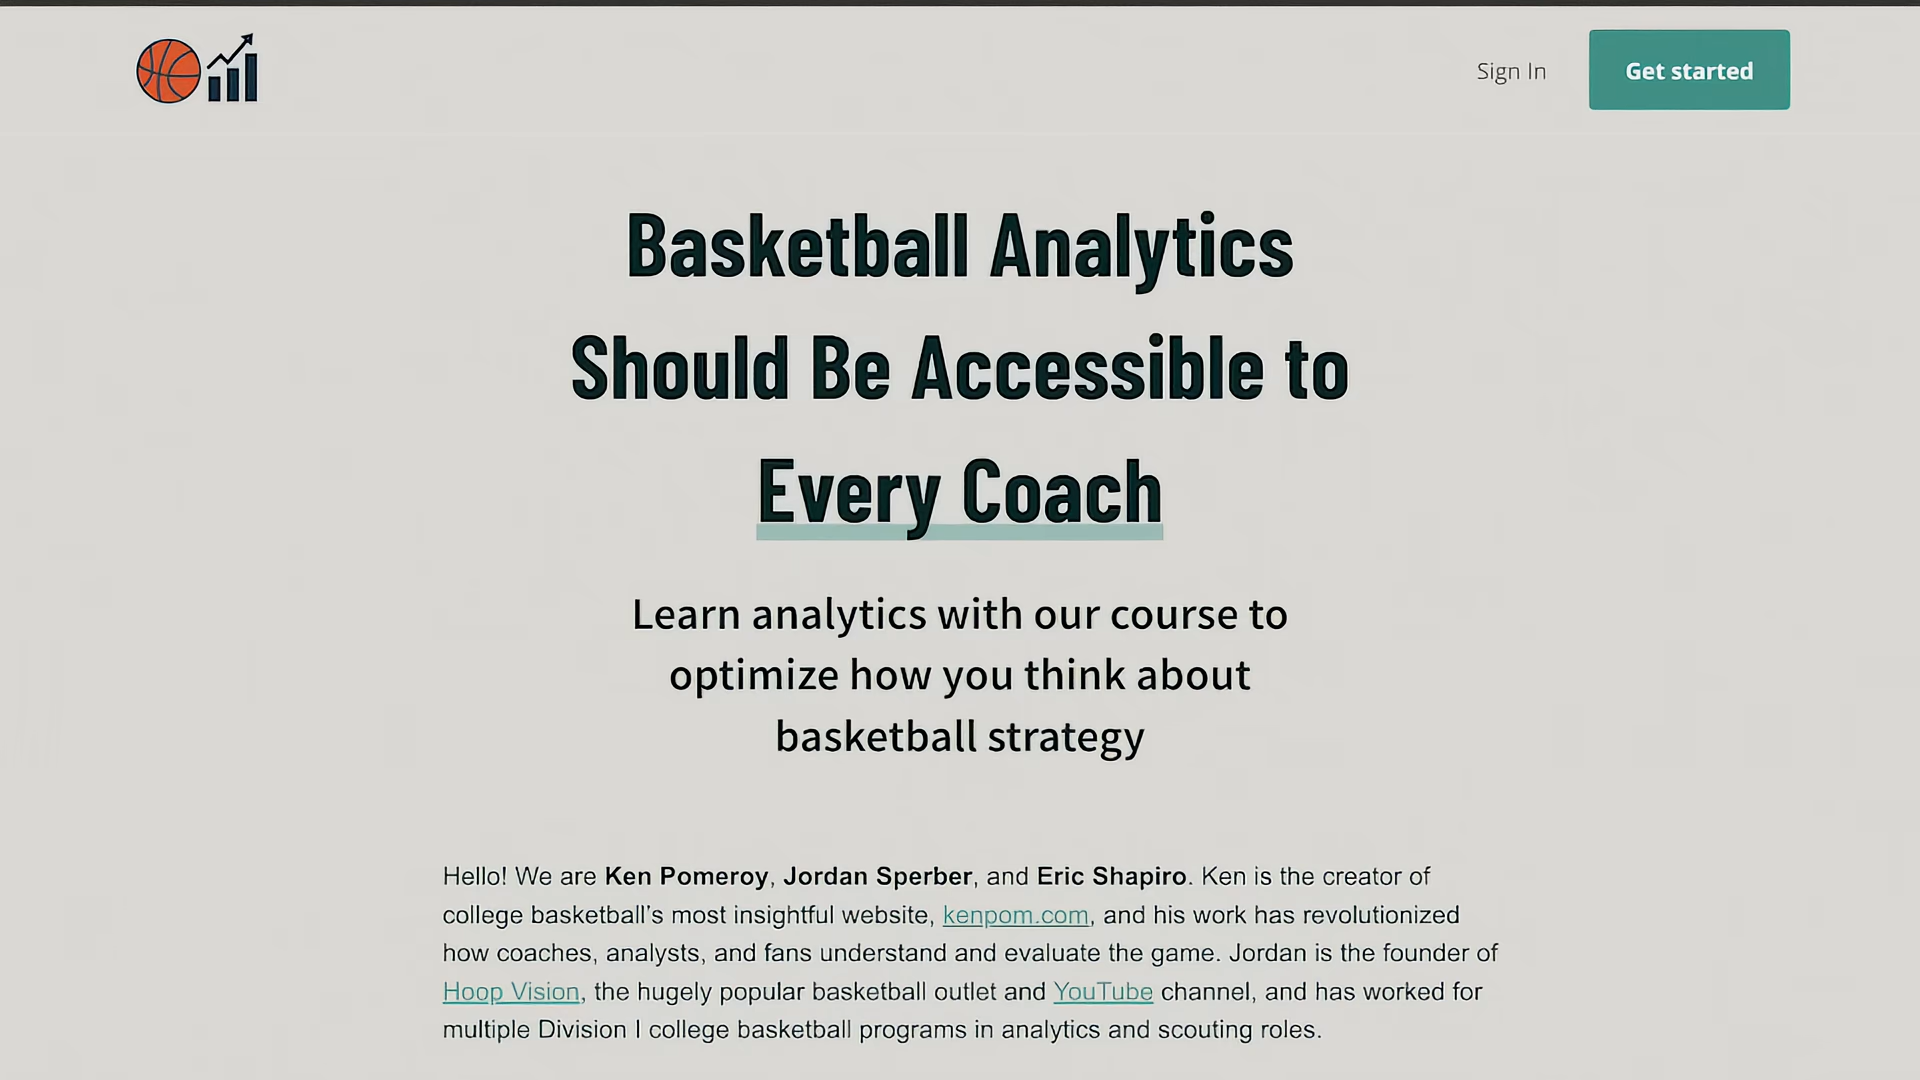 Sign In
Get started
Basketball Analytics
Should Be Accessible to
Every Coach
Learn analytics with our course to
optimize how you think about
basketball strategy
Hello! We are Ken Pomeroy, Jordan Sperber, and Eric Shapiro. Ken is the creator of
college basketball’s most insightful website, kenpom.com, and his work has revolutionized
how coaches, analysts, and fans understand and evaluate the game. Jordan is the founder of
Hoop Vision, the hugely popular basketball outlet and YouTube channel, and has worked for
multiple Division I college basketball programs in analytics and scouting roles.